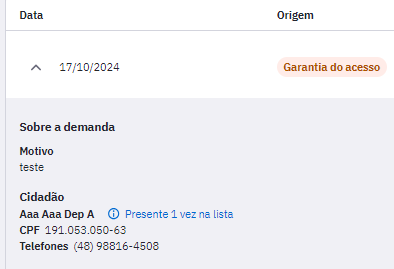 Data Origem
17/10/2024 Garantia do acesso
Sobre a demanda
Motivo
teste
Cidadão
Aaa Aaa Dep A Presente 1 vez na lista
CPF 191.053.050-63
Telefones (48) 98816-4508